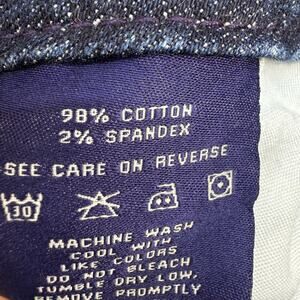 98% COTTON
2% SPANDEX
SEE CARE ON REVERSE
30
MACHINE WASH
COOL WITH
LIKE COLORS
DO NOT BLEACH
TUMBLE DRY LOW,
REMOVE PROMPTLY